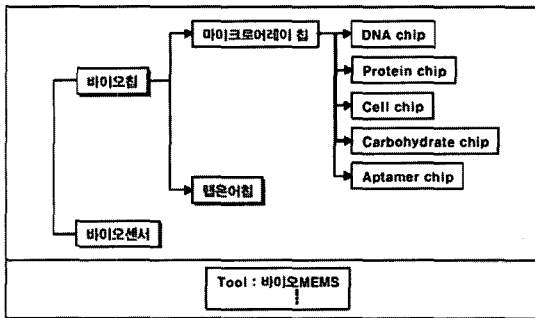 마이크로어레이 칩
DNA chip
Protein chip
바이오칩
Cell chip
Carbohydrate chip
랩온어칩
Aptamer chip
바이오센서
Tool : 바이오MEMS